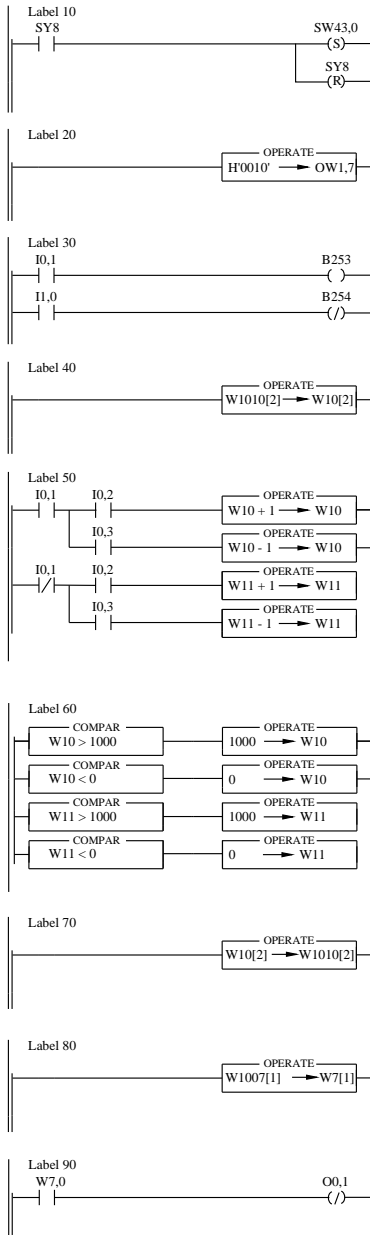 Label 10
SY8 SW43,0
(S)
SY8
(R)
Label 20
OPERATE
H'0010' OW1,7
Label 30
I0,1 B253
( )
I1,0 B254
(/)
Label 40
OPERATE
W1010[2] W10[2]
Label 50
I0,1 I0,2 OPERATE
W10 + 1 W10
I0,3 OPERATE
W10 - 1 W10
I0,1 I0,2 OPERATE
W11 + 1 W11
I0,3 OPERATE
W11 - 1 W11
Label 60
COMPAR OPERATE
W10 > 1000 1000 W10
COMPAR OPERATE
W10 < 0 0 W10
COMPAR OPERATE
W11 > 1000 1000 W11
COMPAR OPERATE
W11 < 0 0 W11
Label 70
OPERATE
W10[2] W1010[2]
Label 80
OPERATE
W1007[1] W7[1]
Label 90
W7,0 O0,1
(/)